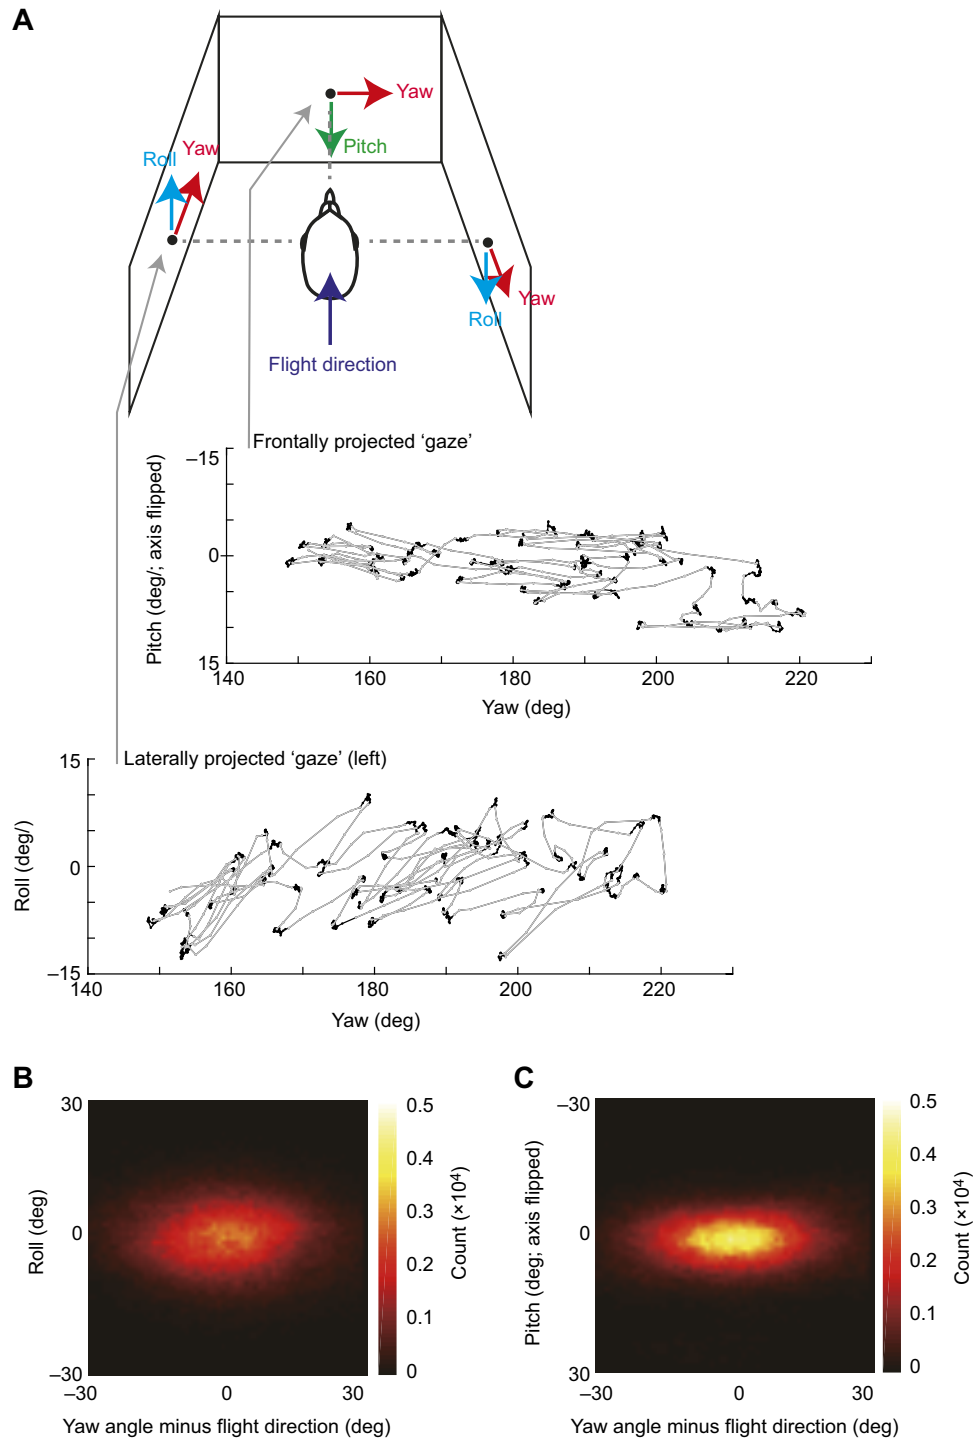 A
Yaw
Pitch
Roll
Yaw
Yaw
Roll
Flight direction
Frontally projected ‘gaze’
Pitch (deg/; axis flipped)
–15
0
15
140
160
180
200
220
Yaw (deg)
Laterally projected ‘gaze’ (left)
Roll (deg/)
15
0
–15
140
160
180
200
220
Yaw (deg)
B
Roll (deg)
30
0
–30
–30
0
30
Yaw angle minus flight direction (deg)
0.5
0.4
0.3
0.2
0.1
0
Count (×10⁴)
C
Pitch (deg; axis flipped)
–30
0
30
–30
0
30
Yaw angle minus flight direction (deg)
0.5
0.4
0.3
0.2
0.1
0
Count (×10⁴)